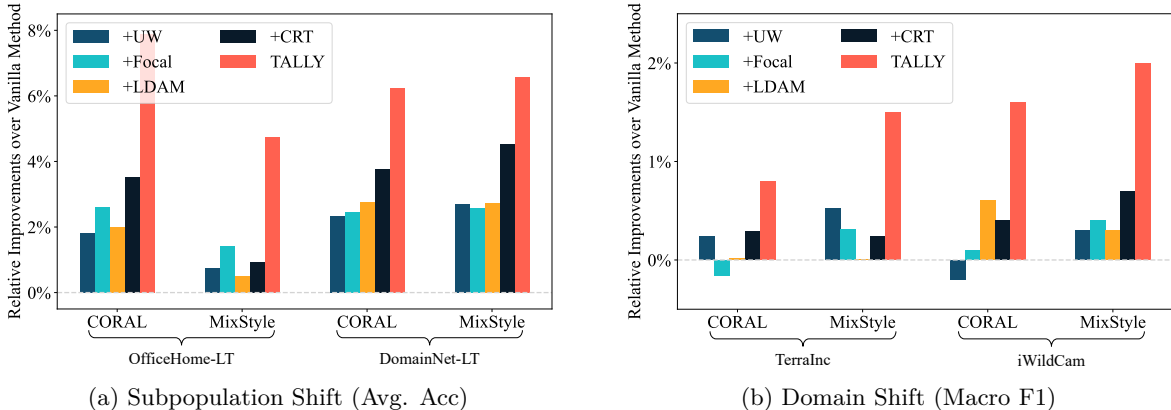 Relative Improvements over Vanilla Method
8%
6%
4%
2%
0%
+UW
+Focal
+LDAM
+CRT
TALLY
CORAL
MixStyle
CORAL
MixStyle
OfficeHome-LT
DomainNet-LT
(a) Subpopulation Shift (Avg. Acc)
Relative Improvements over Vanilla Method
2%
1%
0%
+UW
+Focal
+LDAM
+CRT
TALLY
CORAL
MixStyle
CORAL
MixStyle
TerraInc
iWildCam
(b) Domain Shift (Macro F1)